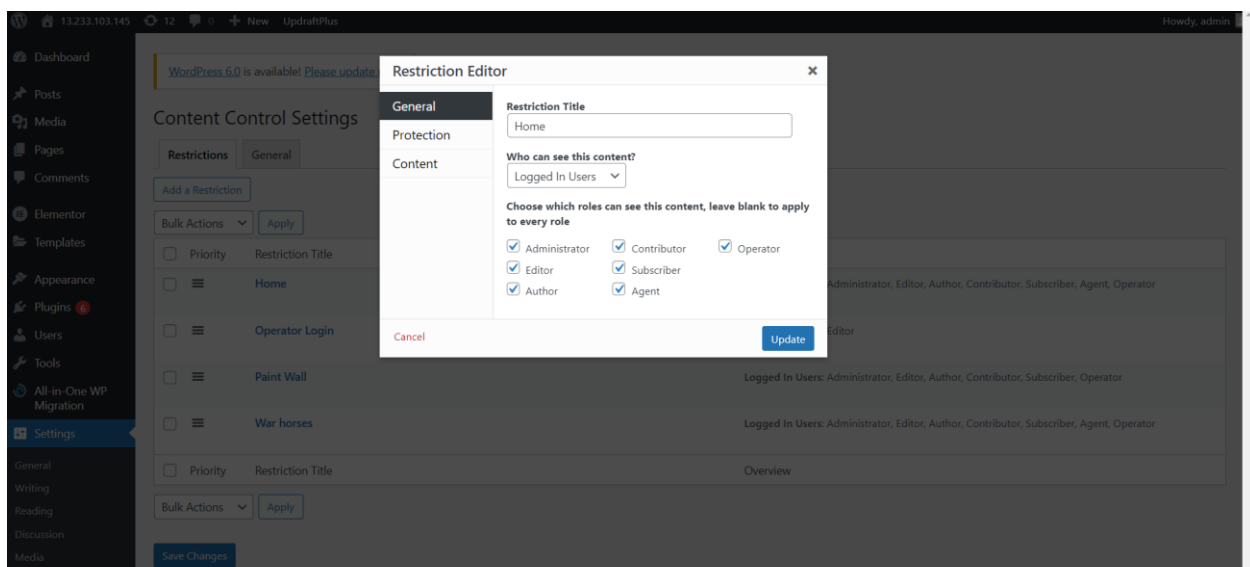 13.233.103.145 12 0 New UpdraftPlus Howdy, admin
Dashboard
Posts
Media
Pages
Comments
Elementor
Templates
Appearance
Plugins 6
Users
Tools
All-in-One WP
Migration
Settings
General
Writing
Reading
Discussion
Media
WordPress 6.0 is available! Please update
Content Control Settings
Restrictions General
Add a Restriction
Bulk Actions Apply
Priority Restriction Title
Home Administrator, Editor, Author, Contributor, Subscriber, Agent, Operator
Operator Login Editor
Paint Wall Logged In Users: Administrator, Editor, Author, Contributor, Subscriber, Operator
War horses Logged In Users: Administrator, Editor, Author, Contributor, Subscriber, Agent, Operator
Priority Restriction Title Overview
Bulk Actions Apply
Save Changes
Restriction Editor
General
Protection
Content
Restriction Title
Home
Who can see this content?
Logged In Users
Choose which roles can see this content, leave blank to apply
to every role
Administrator Contributor Operator
Editor Subscriber
Author Agent
Cancel Update